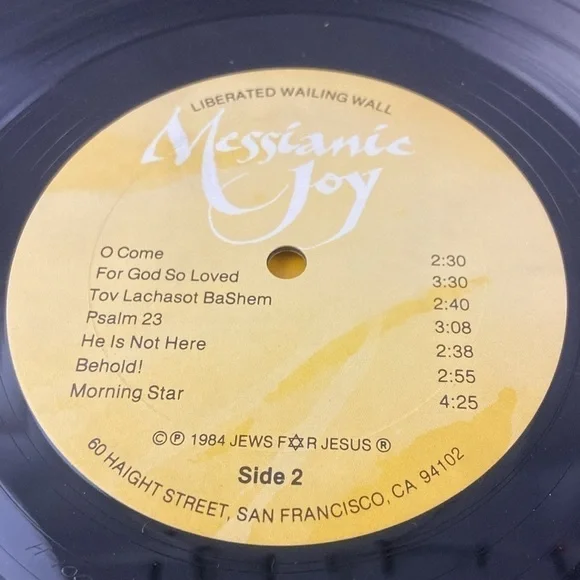 LIBERATED WAILING WALL
Messianic
Joy
O Come 2:30
For God So Loved 3:30
Tov Lachasot BaShem 2:40
Psalm 23 3:08
He Is Not Here 2:38
Behold! 2:55
Morning Star 4:25
©℗ 1984 JEWS F✡R JESUS ®
Side 2
60 HAIGHT STREET, SAN FRANCISCO, CA 94102